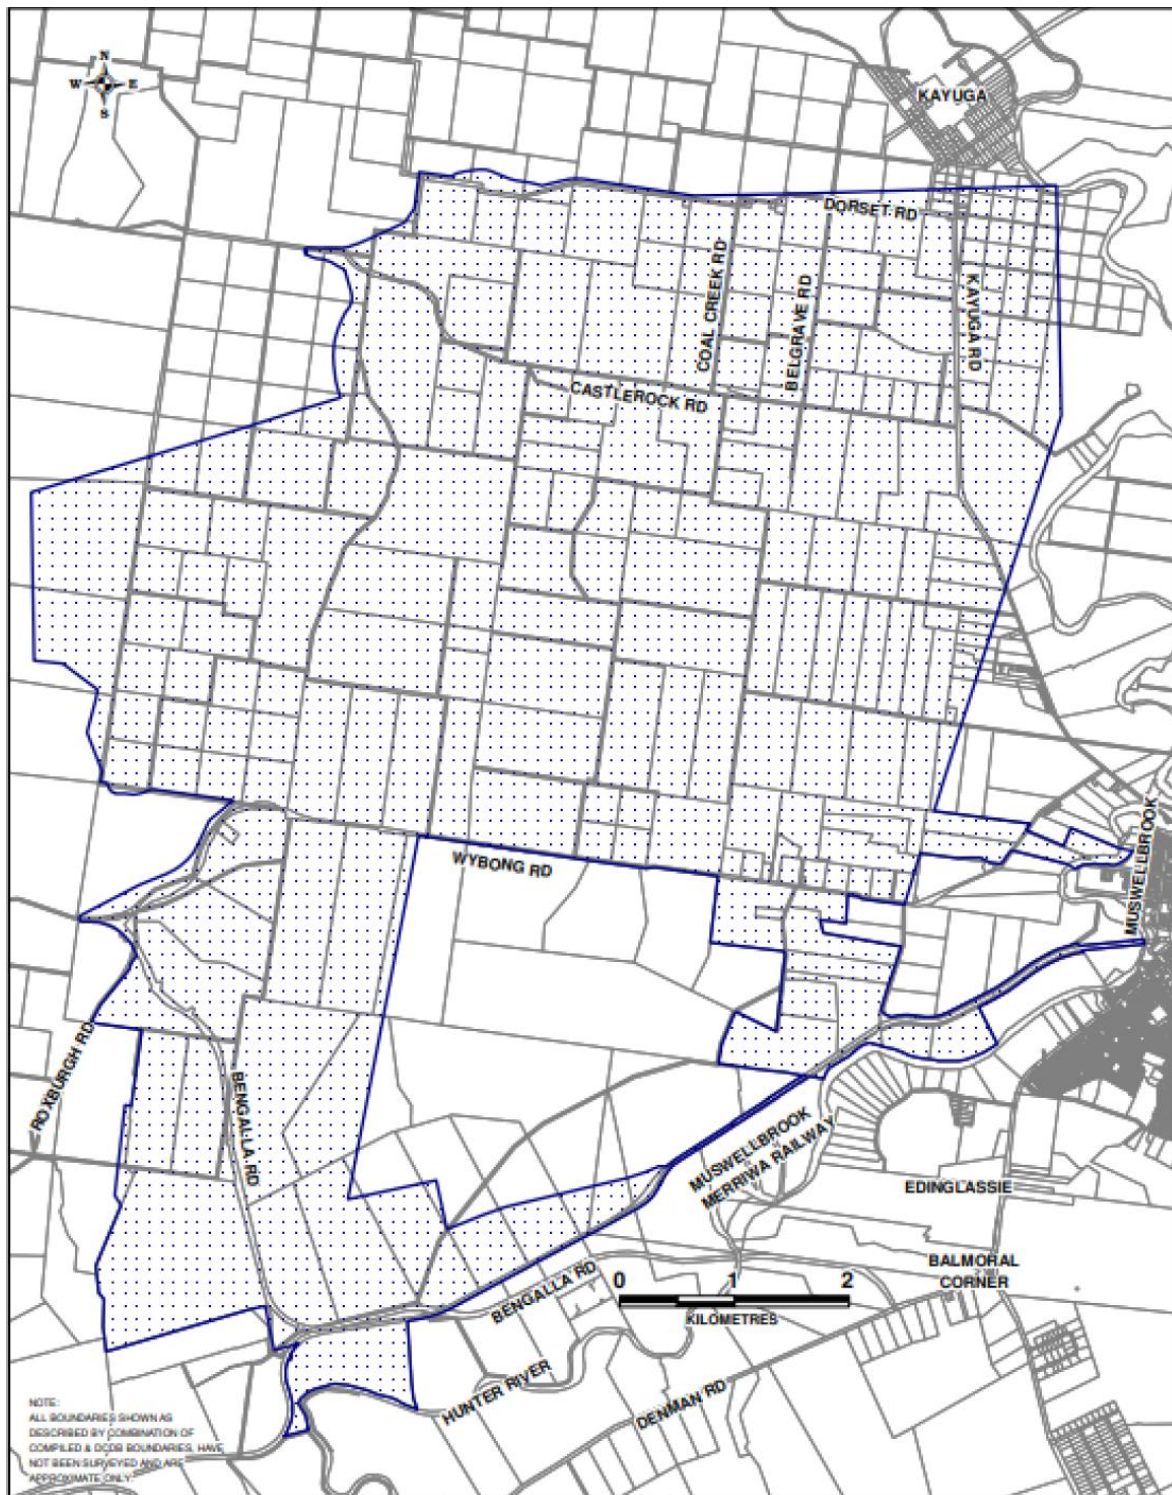 N
W E
S
KAYUGA
DORSET RD
COAL CREEK RD
BELGRAVE RD
KAYUGA RD
CASTLEROCK RD
MUSWELLBROOK
WYBONG RD
ROXBURGH RD
BENGALLA RD
MUSWELLBROOK
MERRIWA RAILWAY
EDINGLASSIE
BALMORAL
CORNER
BENGALLA RD
0 1 2
KILOMETRES
HUNTER RIVER
DENMAN RD
NOTE:
ALL BOUNDARIES SHOWN AS
DESCRIBED BY COMBINATION OF
COMPILED & DCDB BOUNDARIES, HAVE
NOT BEEN SURVEYED AND ARE
APPROXIMATE ONLY.